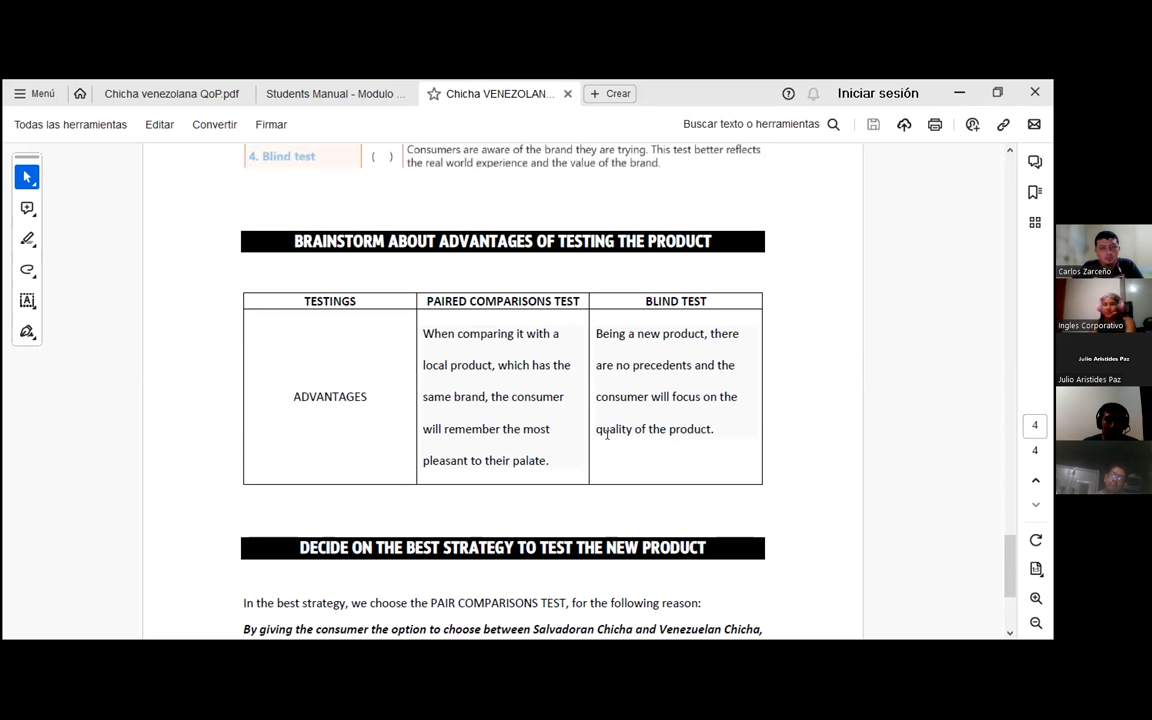 Menú
Chicha venezolana QoP.pdf
Students Manual - Modulo ...
Chicha VENEZOLAN...
Crear
Iniciar sesión
Todas las herramientas
Editar
Convertir
Firmar
Buscar texto o herramientas
4. Blind test
( )
Consumers are aware of the brand they are trying. This test better reflects
the real world experience and the value of the brand.
BRAINSTORM ABOUT ADVANTAGES OF TESTING THE PRODUCT
TESTINGS
PAIRED COMPARISONS TEST
BLIND TEST
ADVANTAGES
When comparing it with a
local product, which has the
same brand, the consumer
will remember the most
pleasant to their palate.
Being a new product, there
are no precedents and the
consumer will focus on the
quality of the product.
DECIDE ON THE BEST STRATEGY TO TEST THE NEW PRODUCT
In the best strategy, we choose the PAIR COMPARISONS TEST, for the following reason:
By giving the consumer the option to choose between Salvadoran Chicha and Venezuelan Chicha,
4
4
Carlos Zarceño
Ingles Corporativo
Julio Aristides Paz
Julio Aristides Paz